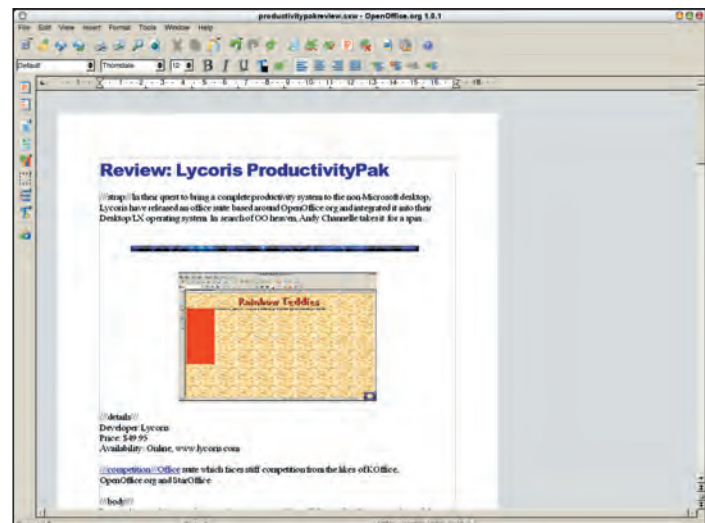 productivitypakreview.sxw - OpenOffice.org 1.0.1
File Edit View Insert Format Tools Window Help
Default Thorndale 12 B I U
Review: Lycoris ProductivityPak
///strap///In their quest to bring a complete productivity system to the non-Microsoft desktop,
Lycoris have released an office suite based around OpenOffice.org and integrated it into their
Desktop LX operating system. In search of OO heaven, Andy Channelle takes it for a spin
Rainbow Teddies
///details///
Developer: Lycoris
Price: $49.95
Availability: Online, www.lycoris.com
///competition///Office suite which faces stiff competition from the likes of KOffice,
OpenOffice.org and StarOffice
///body///